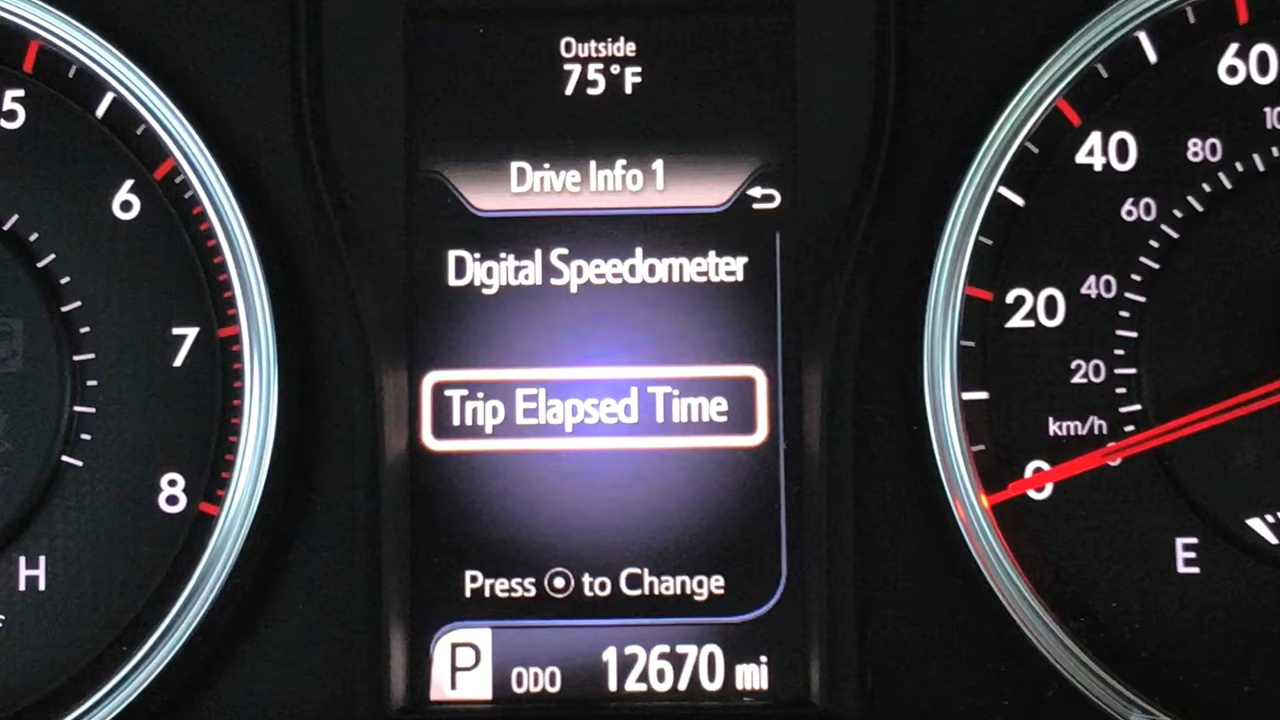 Outside
75°F
Drive Info 1
Digital Speedometer
Trip Elapsed Time
Press to Change
P ODO 12670 mi
5
6
7
8
H
60
40
20
0
80
60
40
20
km/h
E